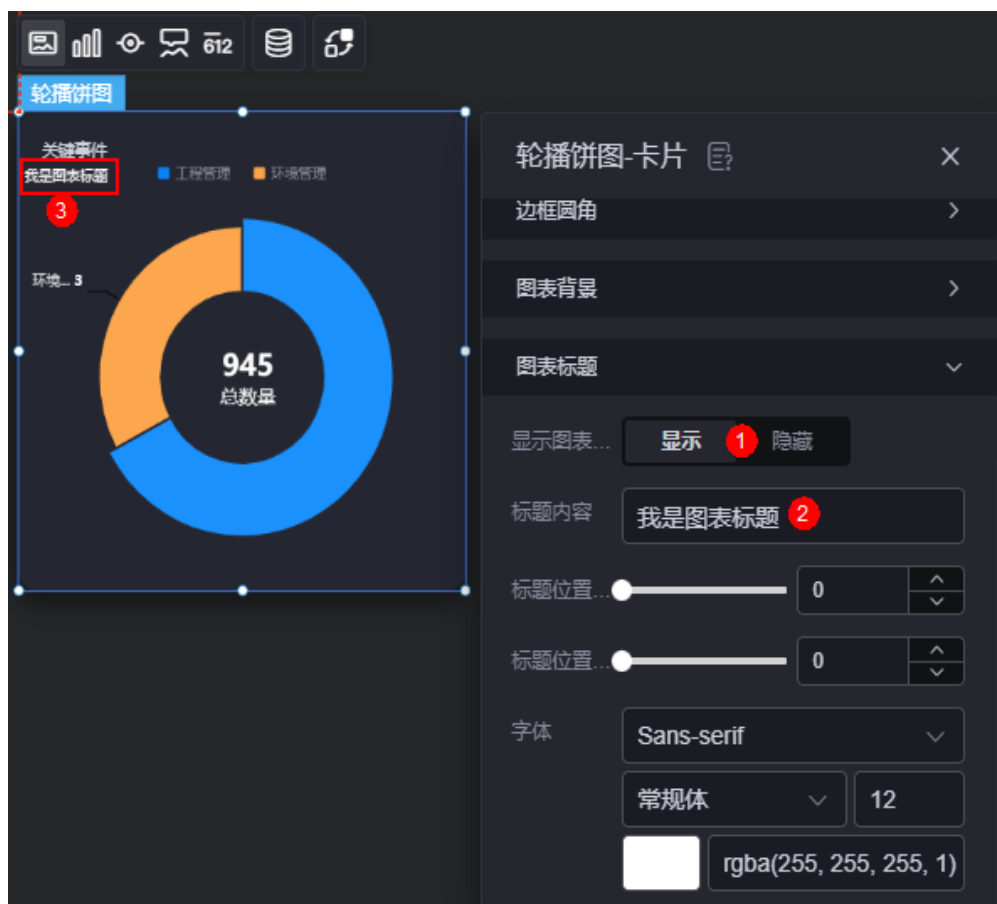 612
轮播饼图
关键事件
我是图表标题
工程管理 环境管理
3
环境... 3
945
总数量
轮播饼图-卡片
边框圆角
图表背景
图表标题
显示图表... 显示 1 隐藏
标题内容 我是图表标题 2
标题位置... 0
标题位置... 0
字体 Sans-serif
常规体 12
rgba(255, 255, 255, 1)